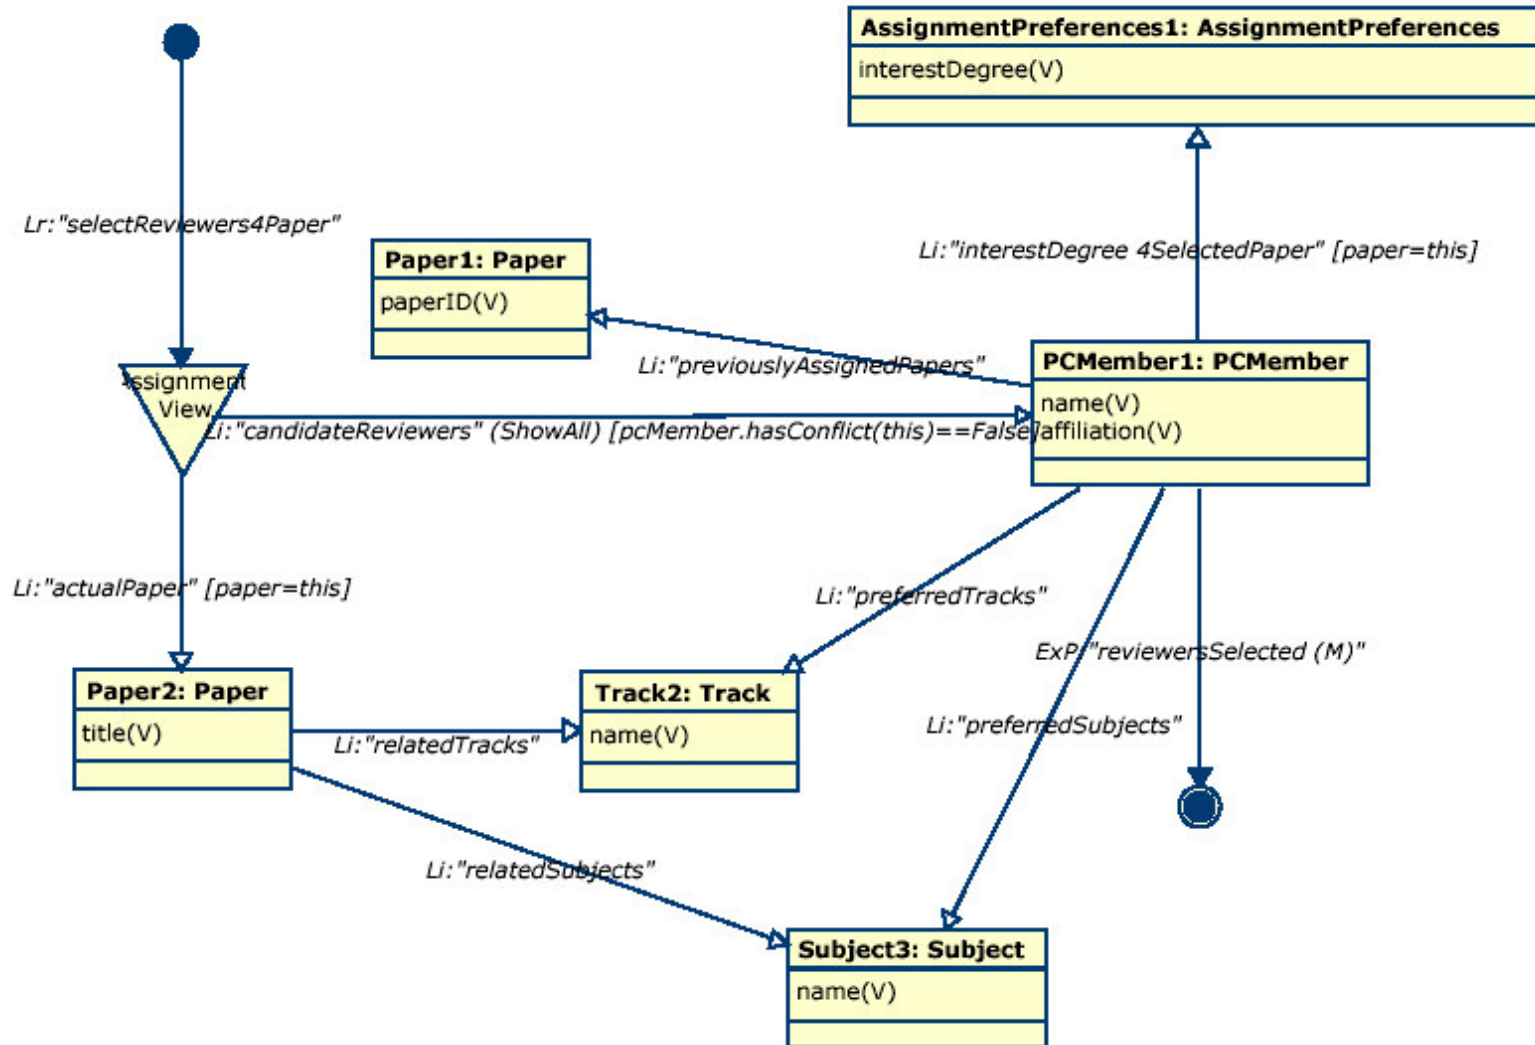 AssignmentPreferences1: AssignmentPreferences
interestDegree(V)
Lr:"selectReviewers4Paper"
Li:"interestDegree 4SelectedPaper" [paper=this]
Paper1: Paper
paperID(V)
Li:"previouslyAssignedPapers"
PCMember1: PCMember
name(V)
affiliation(V)
Assignment
View
Li:"candidateReviewers" (ShowAll) [pcMember.hasConflict(this)==False]
Li:"actualPaper" [paper=this]
Li:"preferredTracks"
ExP:"reviewersSelected (M)"
Paper2: Paper
title(V)
Li:"relatedTracks"
Track2: Track
name(V)
Li:"preferredSubjects"
Li:"relatedSubjects"
Subject3: Subject
name(V)